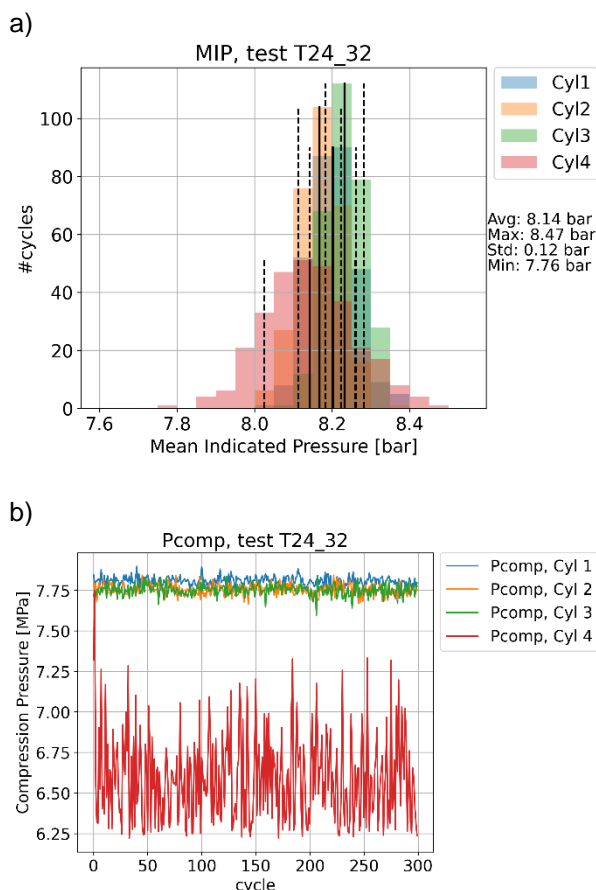 a)
MIP, test T24_32
#cycles
100
80
60
40
20
0
7.6 7.8 8.0 8.2 8.4
Mean Indicated Pressure [bar]
Cyl1
Cyl2
Cyl3
Cyl4
Avg: 8.14 bar
Max: 8.47 bar
Std: 0.12 bar
Min: 7.76 bar
b)
Pcomp, test T24_32
Compression Pressure [MPa]
7.75
7.50
7.25
7.00
6.75
6.50
6.25
0 50 100 150 200 250 300
cycle
Pcomp, Cyl 1
Pcomp, Cyl 2
Pcomp, Cyl 3
Pcomp, Cyl 4